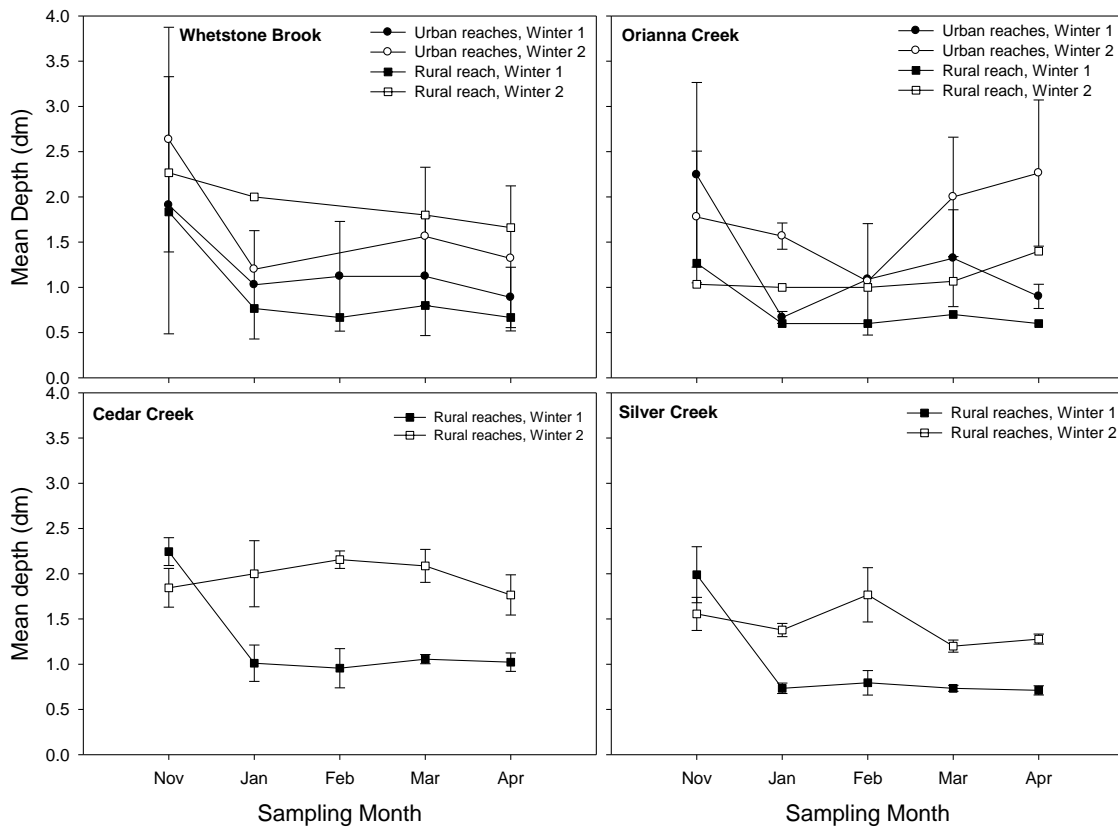 Whetstone Brook
Urban reaches, Winter 1
Urban reaches, Winter 2
Rural reach, Winter 1
Rural reach, Winter 2
Orianna Creek
Urban reaches, Winter 1
Urban reaches, Winter 2
Rural reach, Winter 1
Rural reach, Winter 2
Mean Depth (dm)
4.0
3.5
3.0
2.5
2.0
1.5
1.0
0.5
0.0
Cedar Creek
Rural reaches, Winter 1
Rural reaches, Winter 2
Silver Creek
Rural reaches, Winter 1
Rural reaches, Winter 2
Mean depth (dm)
4.0
3.5
3.0
2.5
2.0
1.5
1.0
0.5
0.0
Nov Jan Feb Mar Apr
Nov Jan Feb Mar Apr
Sampling Month
Sampling Month